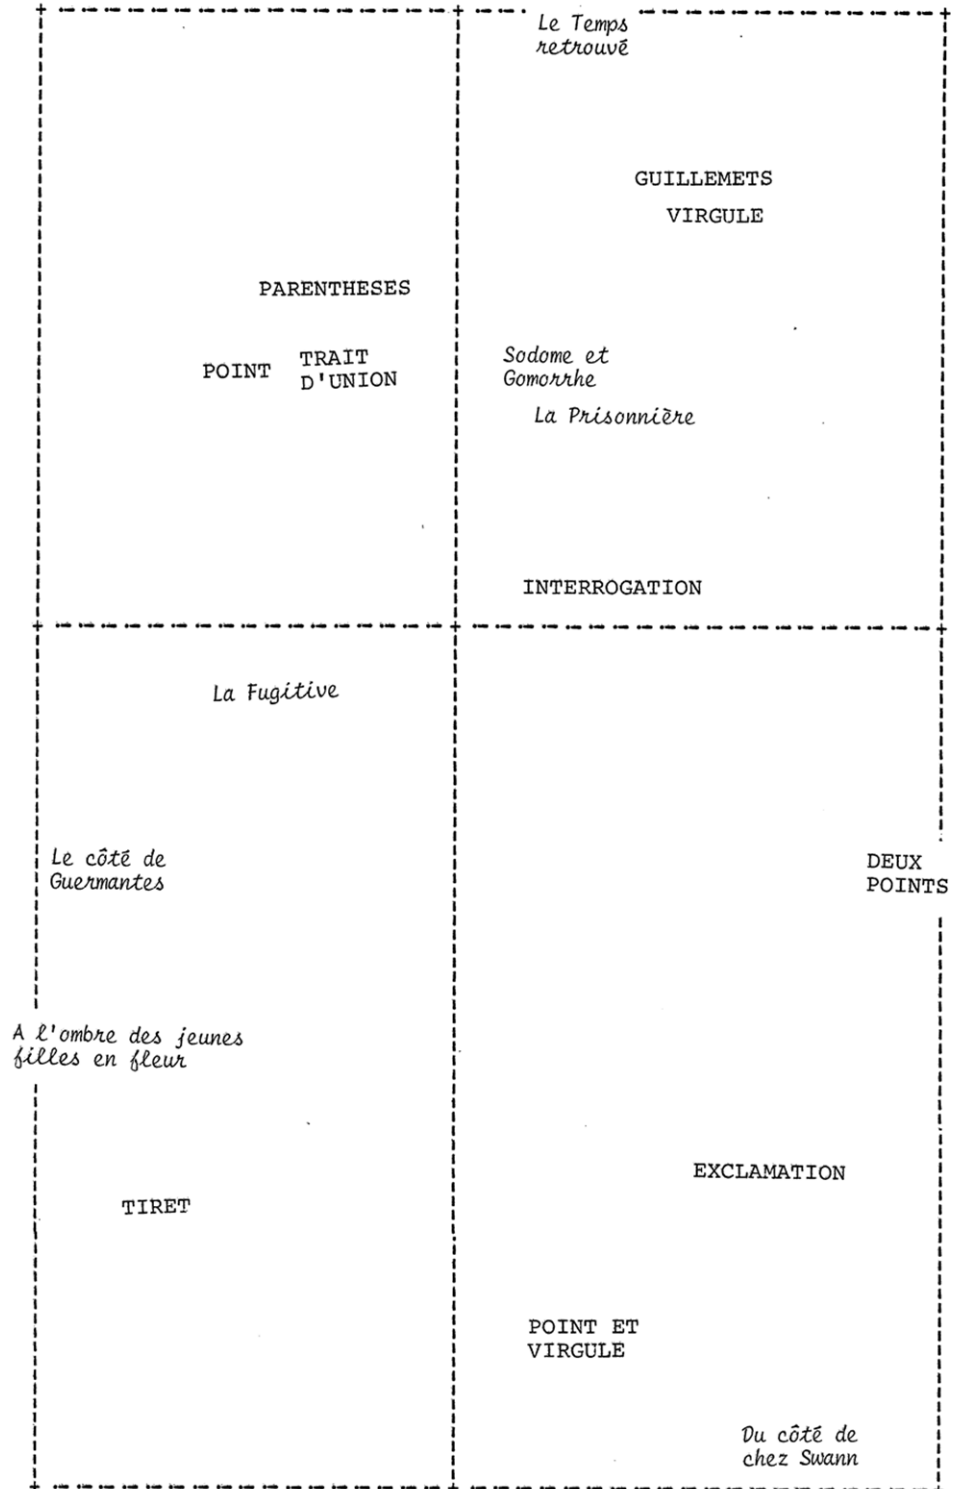 Le Temps
retrouvé
GUILLEMETS
VIRGULE
PARENTHESES
POINT
TRAIT
D'UNION
Sodome et
Gomorrhe
La Prisonnière
INTERROGATION
La Fugitive
Le côté de
Guermantes
DEUX
POINTS
A l'ombre des jeunes
filles en fleur
EXCLAMATION
TIRET
POINT ET
VIRGULE
Du côté de
chez Swann